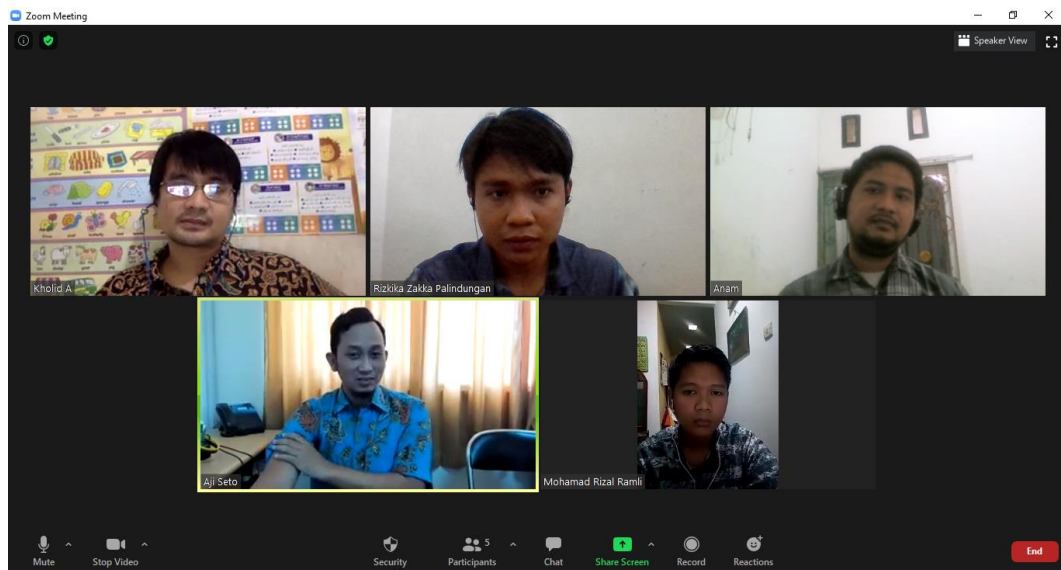 Zoom Meeting
Speaker View
Kholid A
Rizkika Zakka Palindungan
Anam
Aji Seto
Mohamad Rizal Ramli
Mute
Stop Video
Security
5
Participants
Chat
Share Screen
Record
Reactions
End